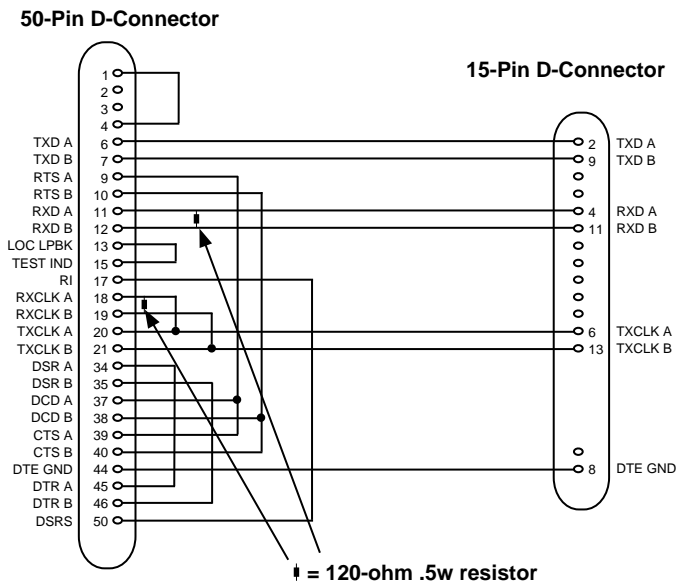 50-Pin D-Connector
15-Pin D-Connector
1
2
3
4
TXD A 6
TXD B 7
RTS A 9
RTS B 10
RXD A 11
RXD B 12
LOC LPBK 13
TEST IND 15
RI 17
RXCLK A 18
RXCLK B 19
TXCLK A 20
TXCLK B 21
DSR A 34
DSR B 35
DCD A 37
DCD B 38
CTS A 39
CTS B 40
DTE GND 44
DTR A 45
DTR B 46
DSRS 50
2 TXD A
9 TXD B
4 RXD A
11 RXD B
6 TXCLK A
13 TXCLK B
8 DTE GND
= 120-ohm .5w resistor